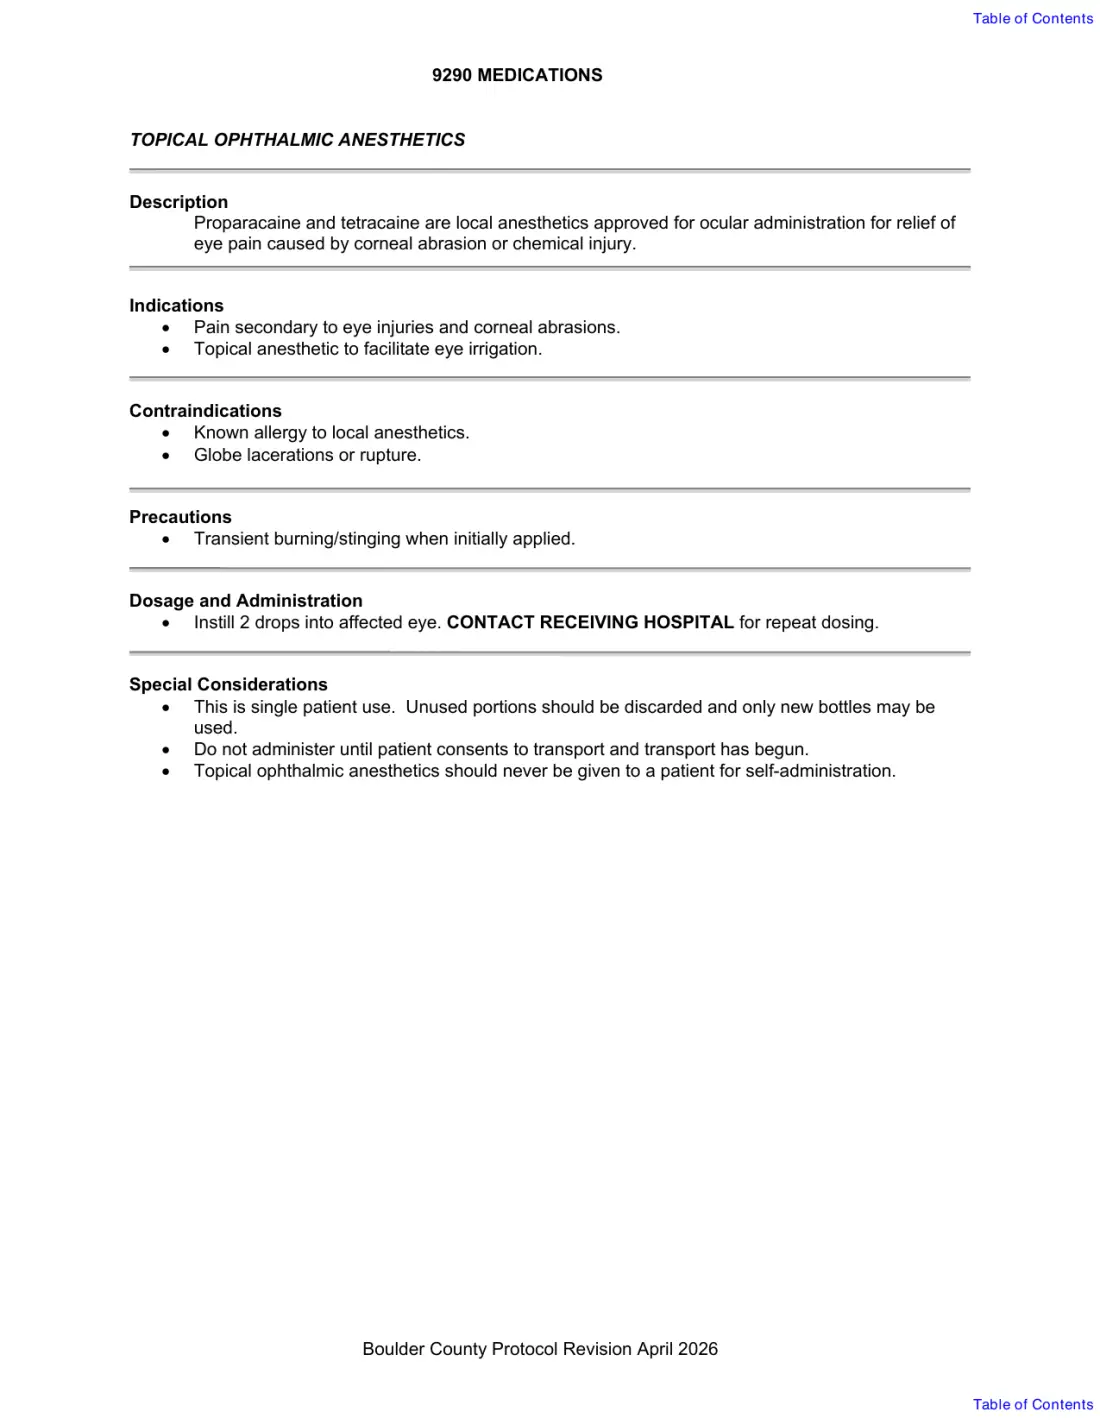 Table of Contents
9290 MEDICATIONS
TOPICAL OPHTHALMIC ANESTHETICS
Description
Proparacaine and tetracaine are local anesthetics approved for ocular administration for relief of
eye pain caused by corneal abrasion or chemical injury.
Indications
• Pain secondary to eye injuries and corneal abrasions.
• Topical anesthetic to facilitate eye irrigation.
Contraindications
• Known allergy to local anesthetics.
• Globe lacerations or rupture.
Precautions
• Transient burning/stinging when initially applied.
Dosage and Administration
• Instill 2 drops into affected eye. CONTACT RECEIVING HOSPITAL for repeat dosing.
Special Considerations
• This is single patient use.  Unused portions should be discarded and only new bottles may be
used.
• Do not administer until patient consents to transport and transport has begun.
• Topical ophthalmic anesthetics should never be given to a patient for self-administration.
Boulder County Protocol Revision April 2026
Table of Contents